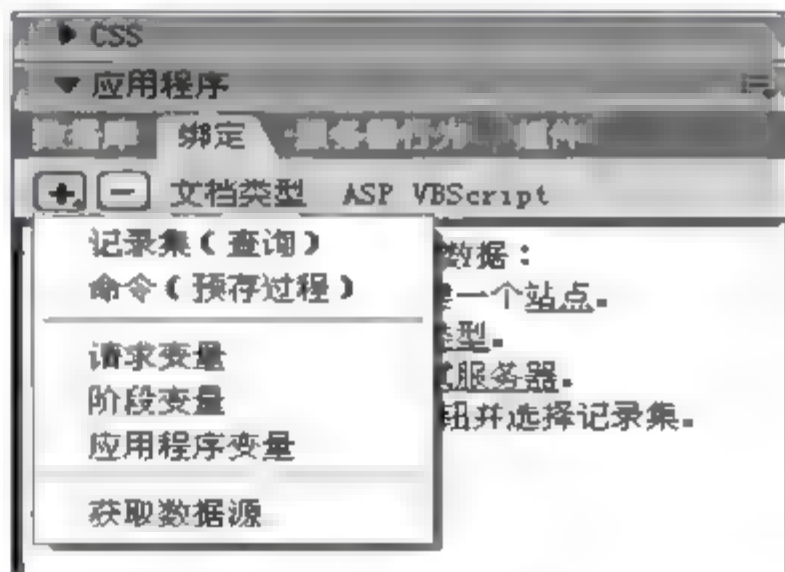 CSS
应用程序
绑定
文档类型 ASP VBScript
记录集(查询)
命令(预存过程)
请求变量
阶段变量
应用程序变量
获取数据源
数据:
一个站点。
类型。
服务器。
钮并选择记录集。